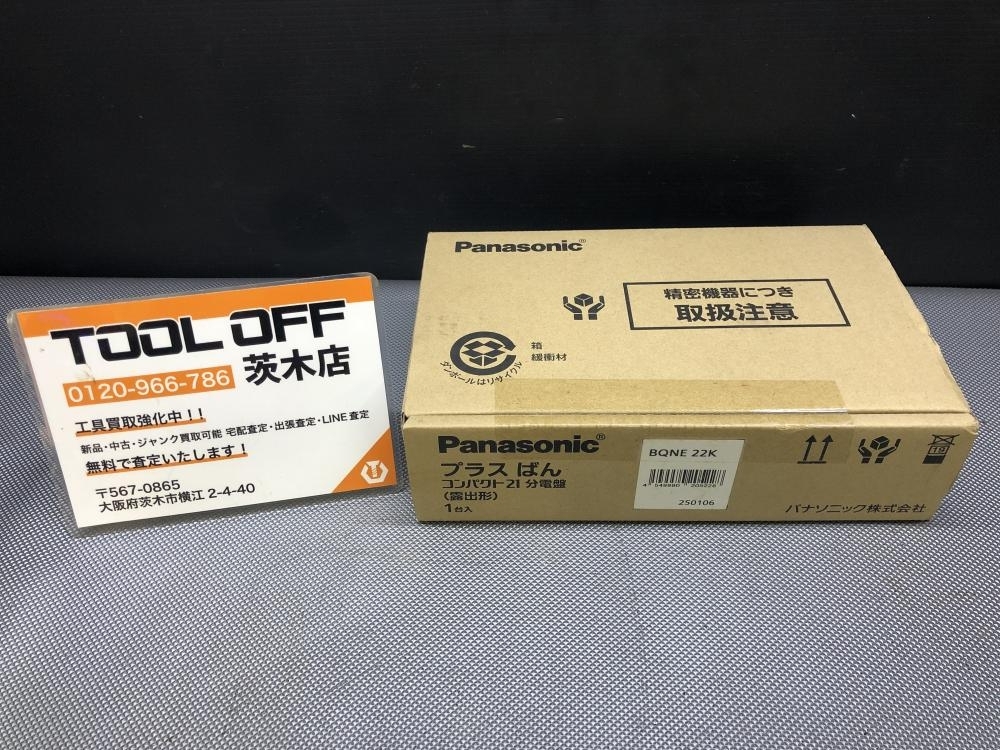 TOOL OFF
0120-966-786 茨木店
工具買取強化中!!
新品・中古・ジャンク買取可能 宅配査定・出張査定・LINE査定
無料で査定いたします!
〒567-0865
大阪府茨木市横江 2-4-40
Panasonic®
精密機器につき
取扱注意
箱
緩衝材
ダンボールはリサイクル
Panasonic®
プラス ばん
コンパクト21 分電盤
(露出形)
1台入
BQNE 22K
4 549980 205226
250106
10
パナソニック株式会社